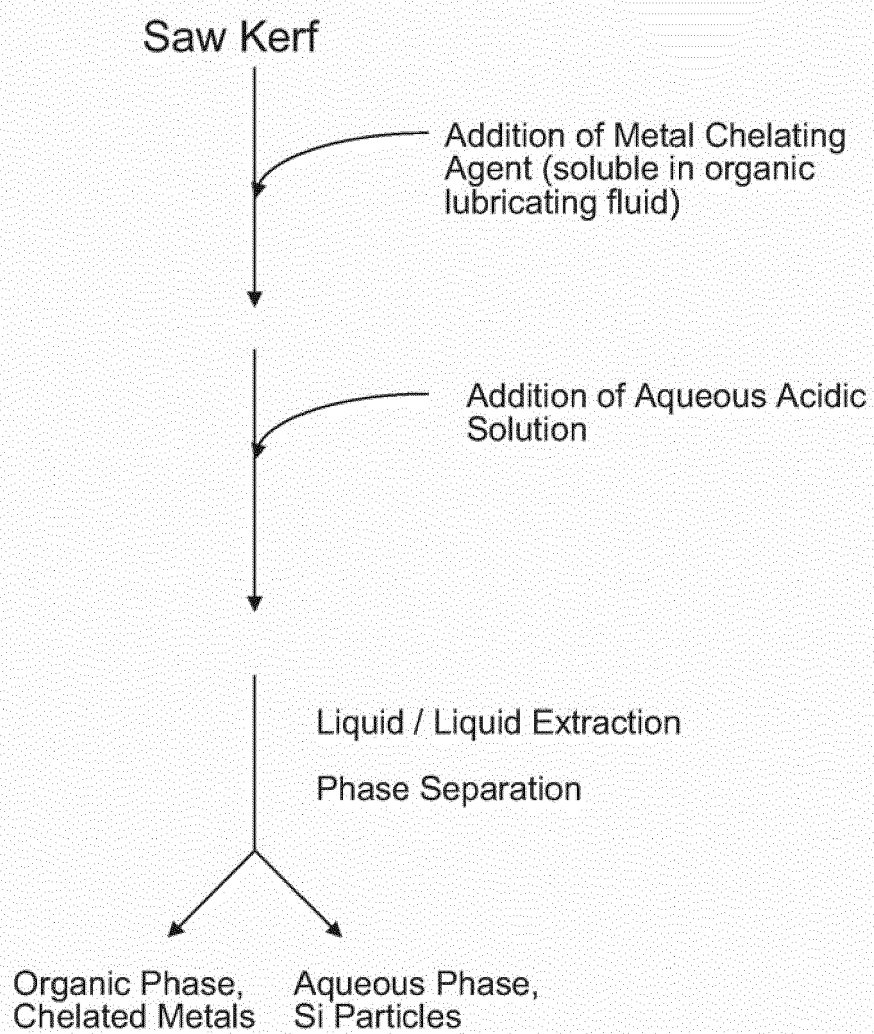 Saw Kerf
Addition of Metal Chelating
Agent (soluble in organic
lubricating fluid)
Addition of Aqueous Acidic
Solution
Liquid / Liquid Extraction
Phase Separation
Organic Phase,
Chelated Metals
Aqueous Phase,
Si Particles